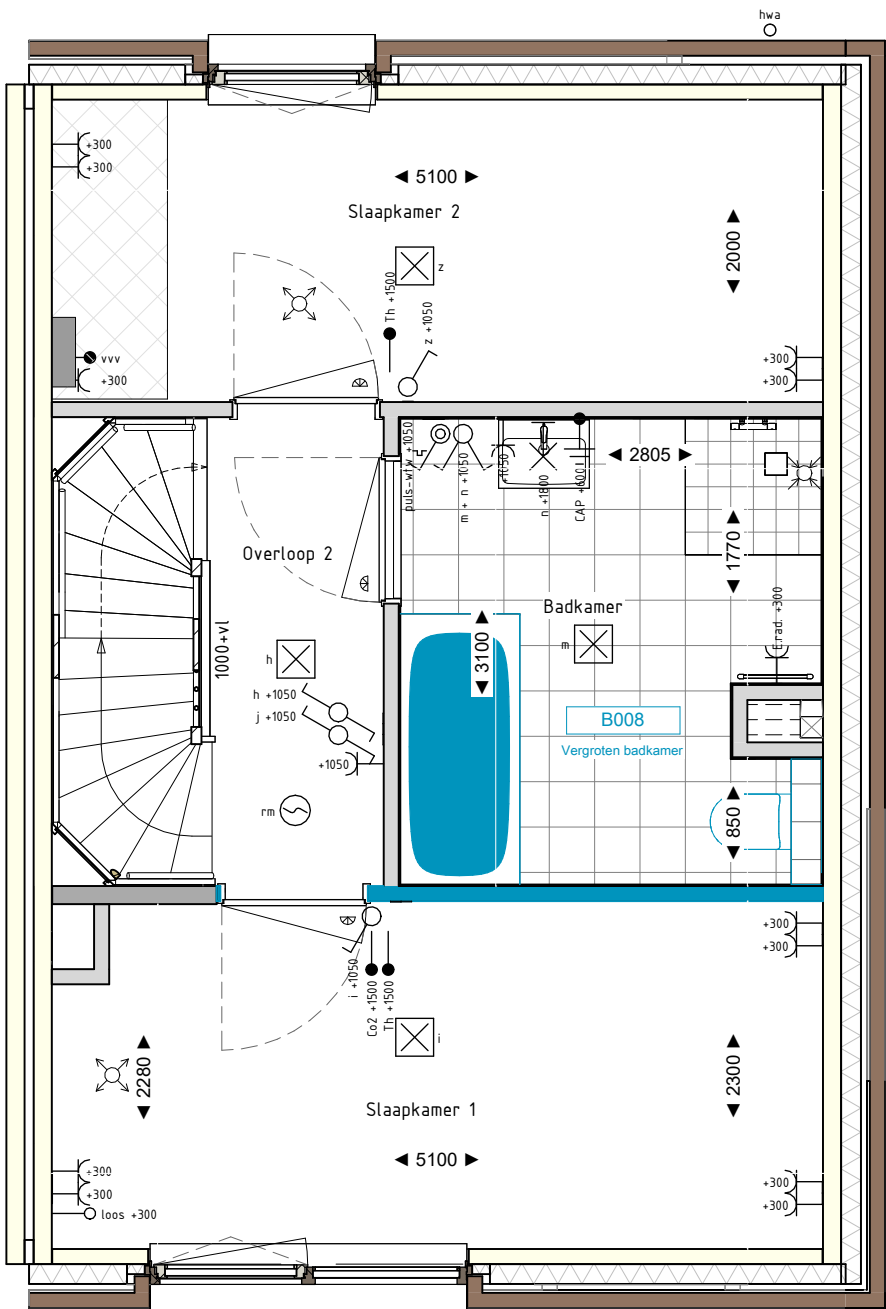 hwa
+300
+300
◄ 5100 ►
Slaapkamer 2
◄ 2000 ►
z
Th +1500
z +1050
vvv
+300
+300
+300
puls-wtw +1050
m + n +1050
+1050
n +1800
CAP +600
◄ 2805 ►
◄ 1770 ►
Overloop 2
Badkamer
E.rad. +300
1000+vl
h
◄ 3100 ►
m
h +1050
j +1050
B008
Vergroten badkamer
+1050
rm
◄ 850 ►
+300
+300
i +1050
Co2 +1500
Th +1500
i
◄ 2280 ►
◄ 2300 ►
Slaapkamer 1
◄ 5100 ►
+300
+300
loos +300
+300
+300